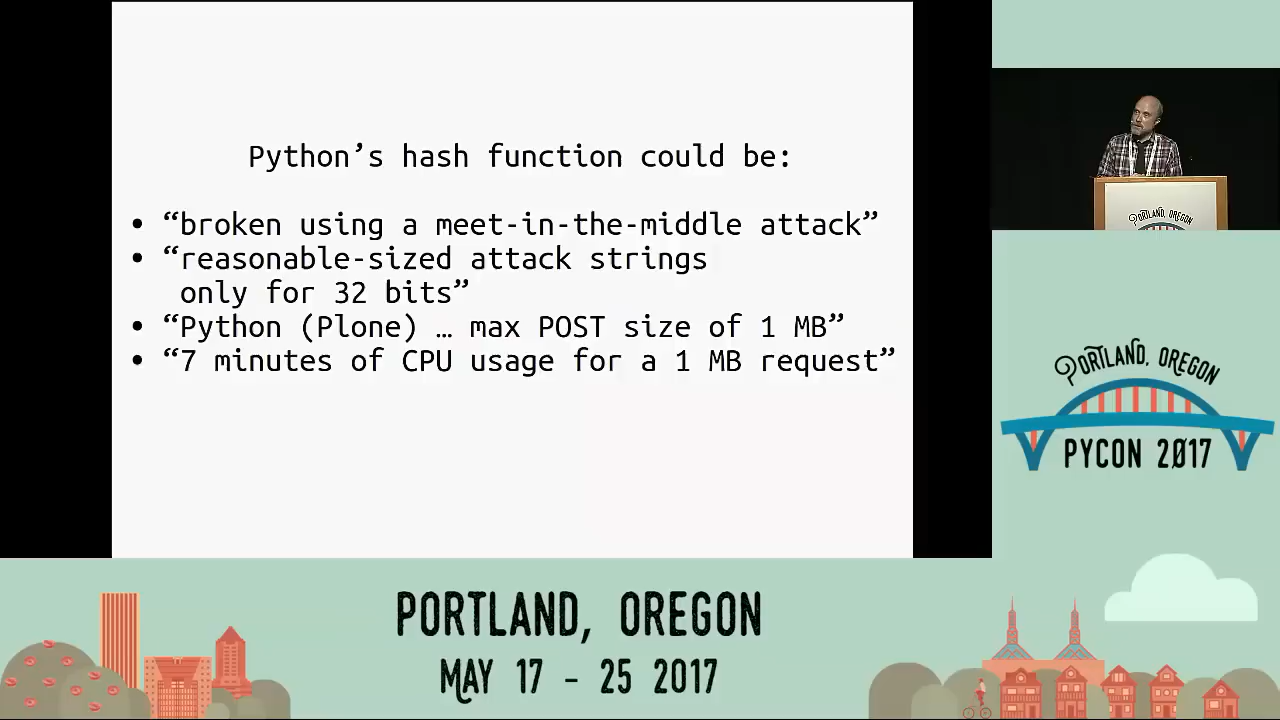 Python’s hash function could be:
• “broken using a meet-in-the-middle attack”
• “reasonable-sized attack strings
only for 32 bits”
• “Python (Plone) … max POST size of 1 MB”
• “7 minutes of CPU usage for a 1 MB request”
PORTLAND, OREGON
PORTLAND, OREGON
PYCON 2017
PORTLAND, OREGON
MAY 17 - 25 2017